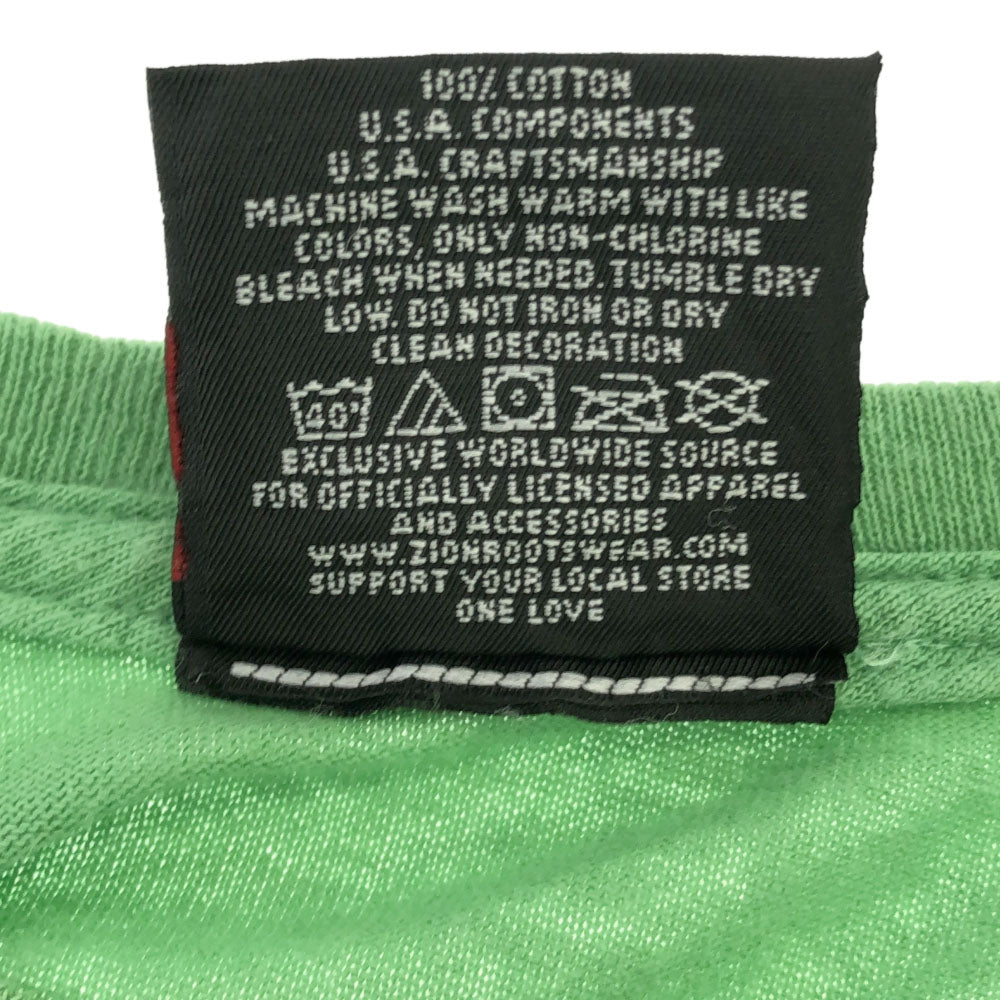 100% COTTON
U.S.A. COMPONENTS
U.S.A. CRAFTSMANSHIP
MACHINE WASH WARM WITH LIKE
COLORS, ONLY NON-CHLORINE
BLEACH WHEN NEEDED. TUMBLE DRY
LOW. DO NOT IRON OR DRY
CLEAN DECORATION
40°
EXCLUSIVE WORLDWIDE SOURCE
FOR OFFICIALLY LICENSED APPAREL
AND ACCESSORIES
WWW.ZIONROOTSWEAR.COM
SUPPORT YOUR LOCAL STORE
ONE LOVE